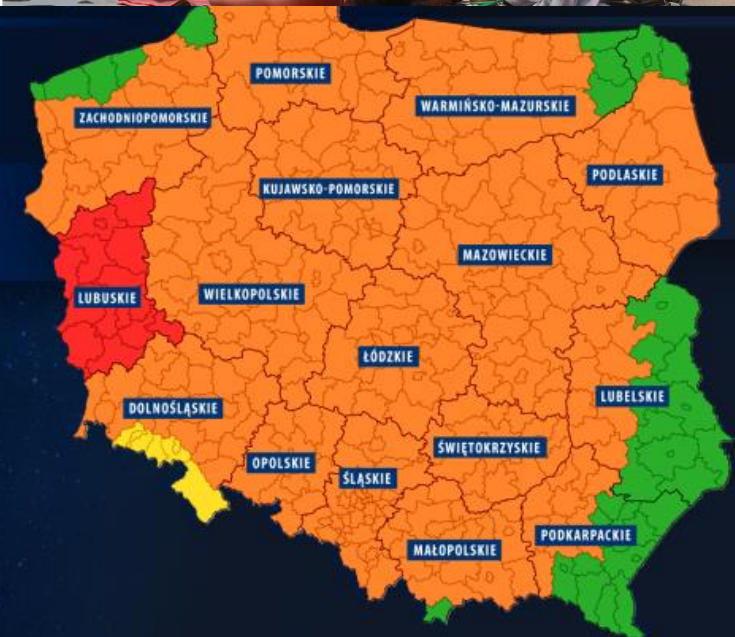 POMORSKIE
WARMIŃSKO-MAZURSKIE
ZACHODNIOPOMORSKIE
PODLASKIE
KUJAWSKO-POMORSKIE
MAZOWIECKIE
LUBUSKIE
WIELKOPOLSKIE
ŁÓDZKIE
LUBELSKIE
DOLNOŚLĄSKIE
ŚWIĘTOKRZYSKIE
OPOLSKIE
ŚLĄSKIE
PODKARPACKIE
MAŁOPOLSKIE